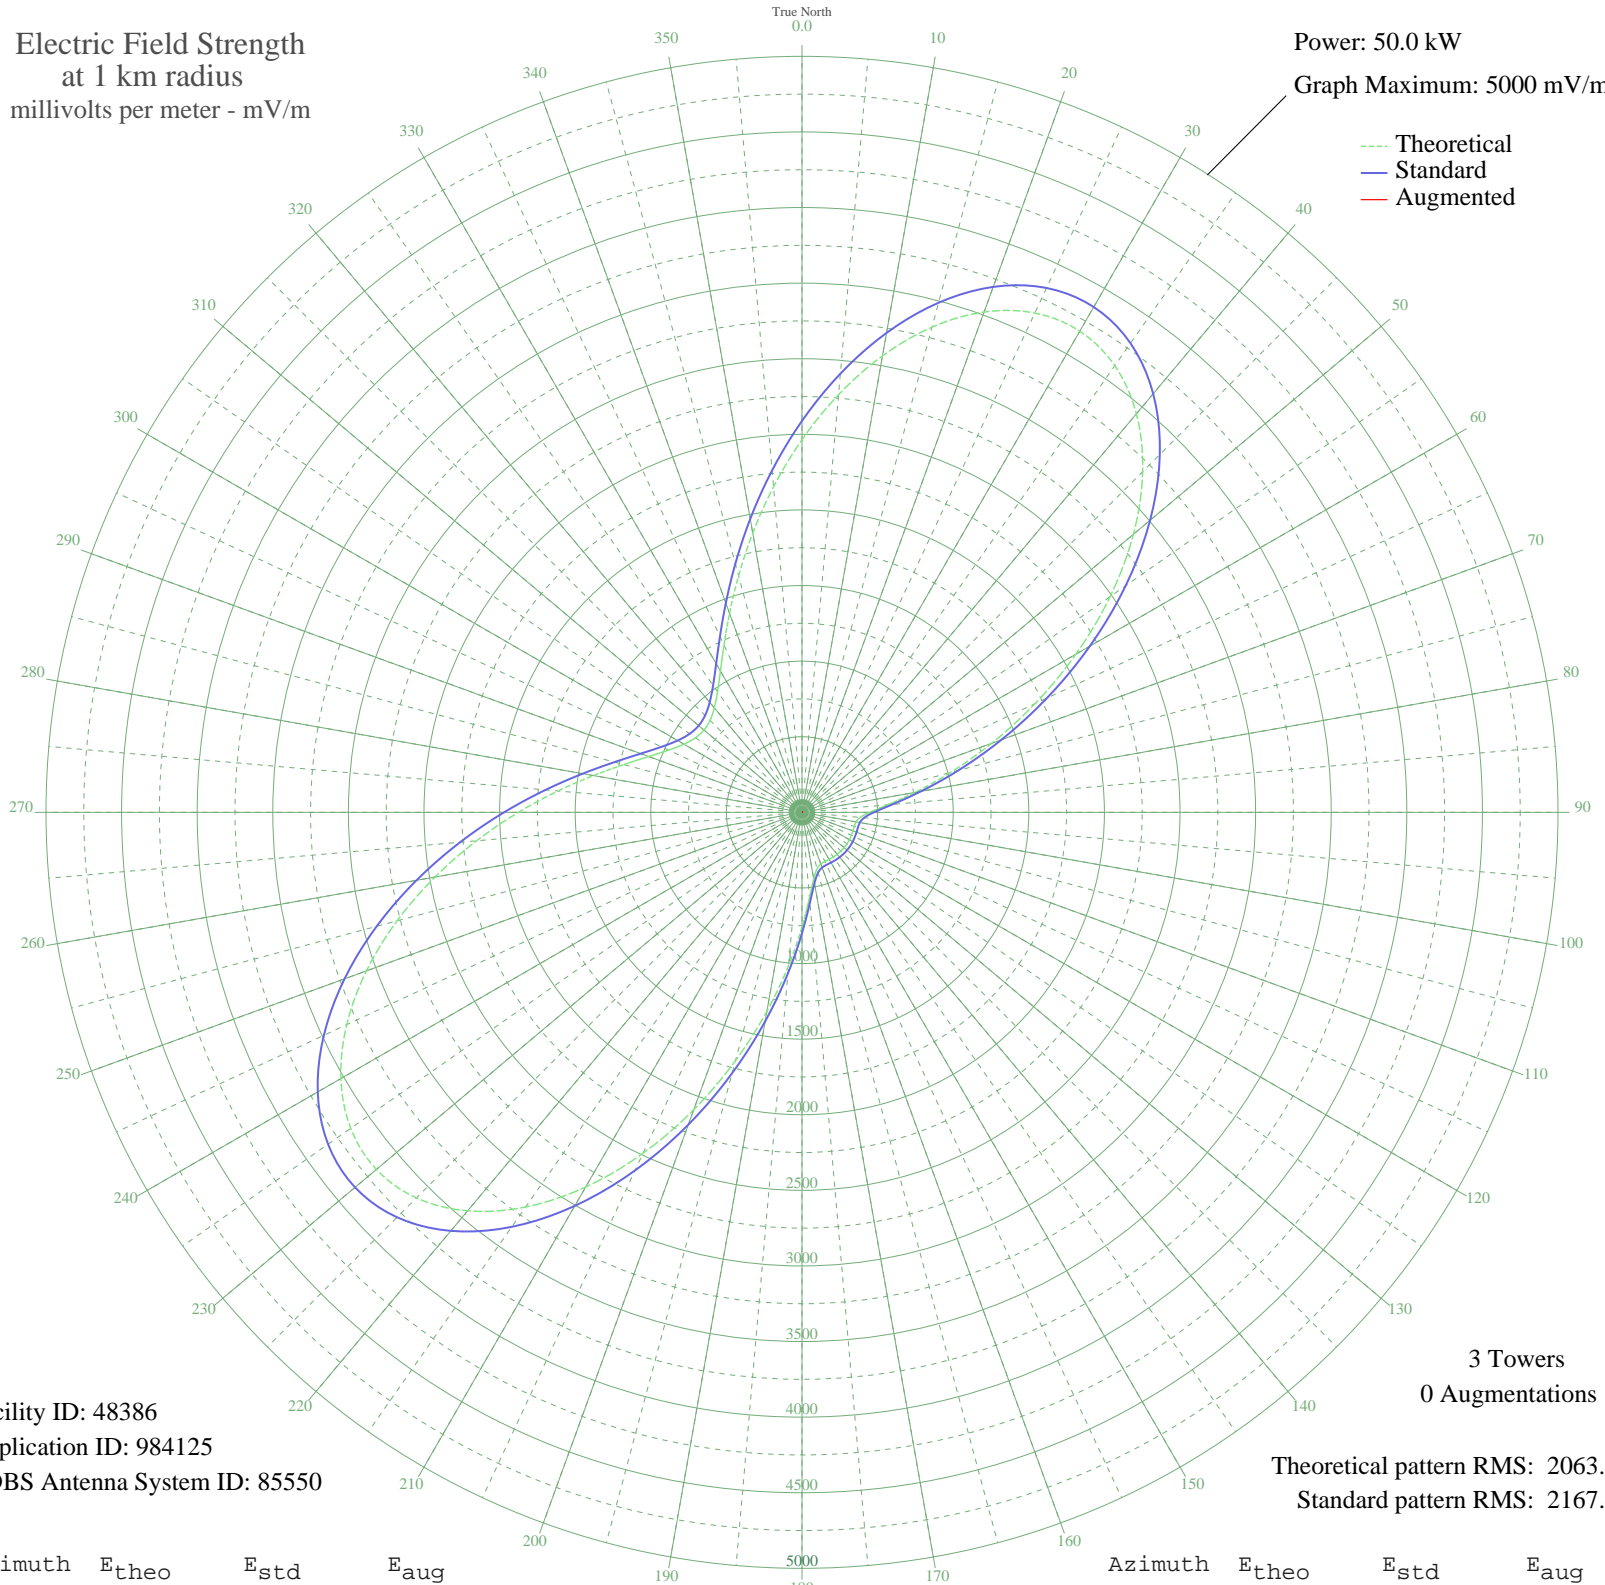 True North
0.0
Electric Field Strength
at 1 km radius
millivolts per meter - mV/m
Power: 50.0 kW
Graph Maximum: 5000 mV/m
Theoretical
Standard
Augmented
10
20
30
40
50
60
70
80
90
100
110
120
130
140
150
160
170
190
200
210
220
230
240
250
260
270
280
290
300
310
320
330
340
350
1000
1500
2000
2500
3000
3500
4000
4500
5000
3 Towers
0 Augmentations
cility ID: 48386
plication ID: 984125
DBS Antenna System ID: 85550
Theoretical pattern RMS: 2063.
Standard pattern RMS: 2167.
imuth Etheo Estd Eaug
Azimuth Etheo Estd Eaug